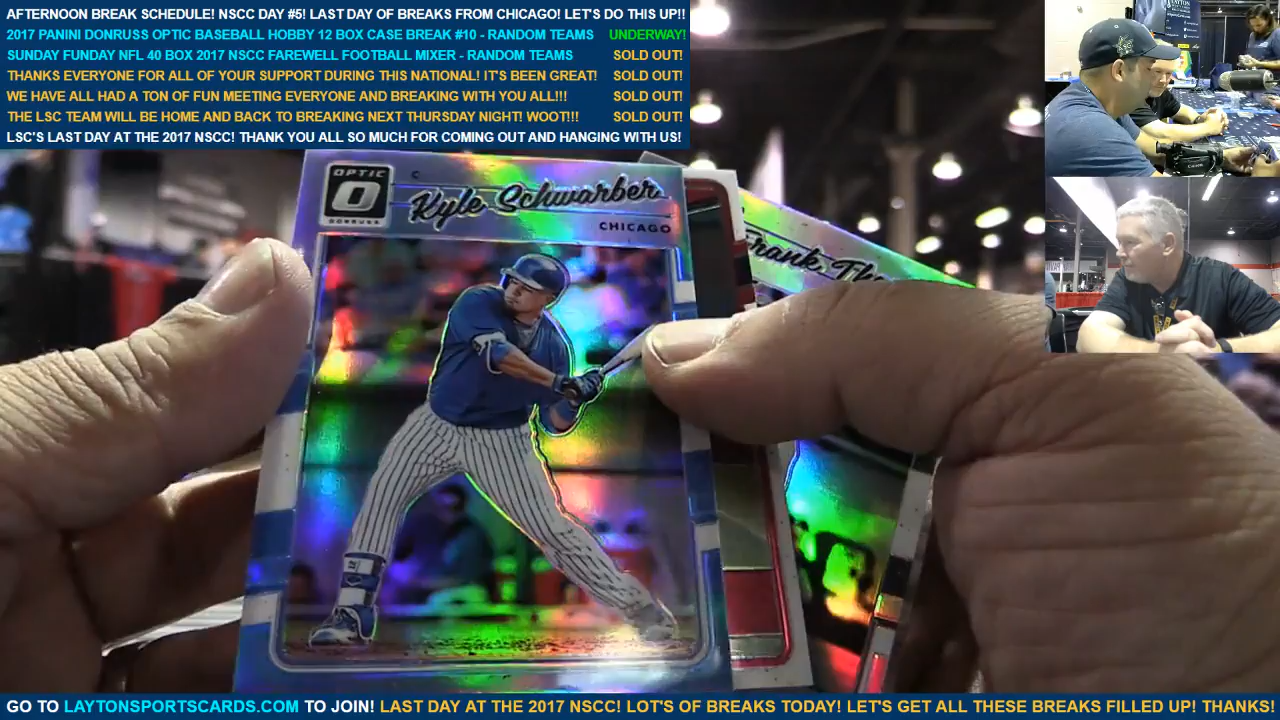 AFTERNOON BREAK SCHEDULE! NSCC DAY #5! LAST DAY OF BREAKS FROM CHICAGO! LET'S DO THIS UP!!
2017 PANINI DONRUSS OPTIC BASEBALL HOBBY 12 BOX CASE BREAK #10 - RANDOM TEAMS UNDERWAY!
SUNDAY FUNDAY NFL 40 BOX 2017 NSCC FAREWELL FOOTBALL MIXER - RANDOM TEAMS SOLD OUT!
THANKS EVERYONE FOR ALL OF YOUR SUPPORT DURING THIS NATIONAL! IT'S BEEN GREAT! SOLD OUT!
WE HAVE ALL HAD A TON OF FUN MEETING EVERYONE AND BREAKING WITH YOU ALL!!! SOLD OUT!
THE LSC TEAM WILL BE HOME AND BACK TO BREAKING NEXT THURSDAY NIGHT! WOOT!!! SOLD OUT!
LSC'S LAST DAY AT THE 2017 NSCC! THANK YOU ALL SO MUCH FOR COMING OUT AND HANGING WITH US!
OPTIC
O
DONRUSS
C
Kyle Schwarber
CHICAGO
Frank Tho
GO TO LAYTONSPORTSCARDS.COM TO JOIN! LAST DAY AT THE 2017 NSCC! LOT'S OF BREAKS TODAY! LET'S GET ALL THESE BREAKS FILLED UP! THANKS!